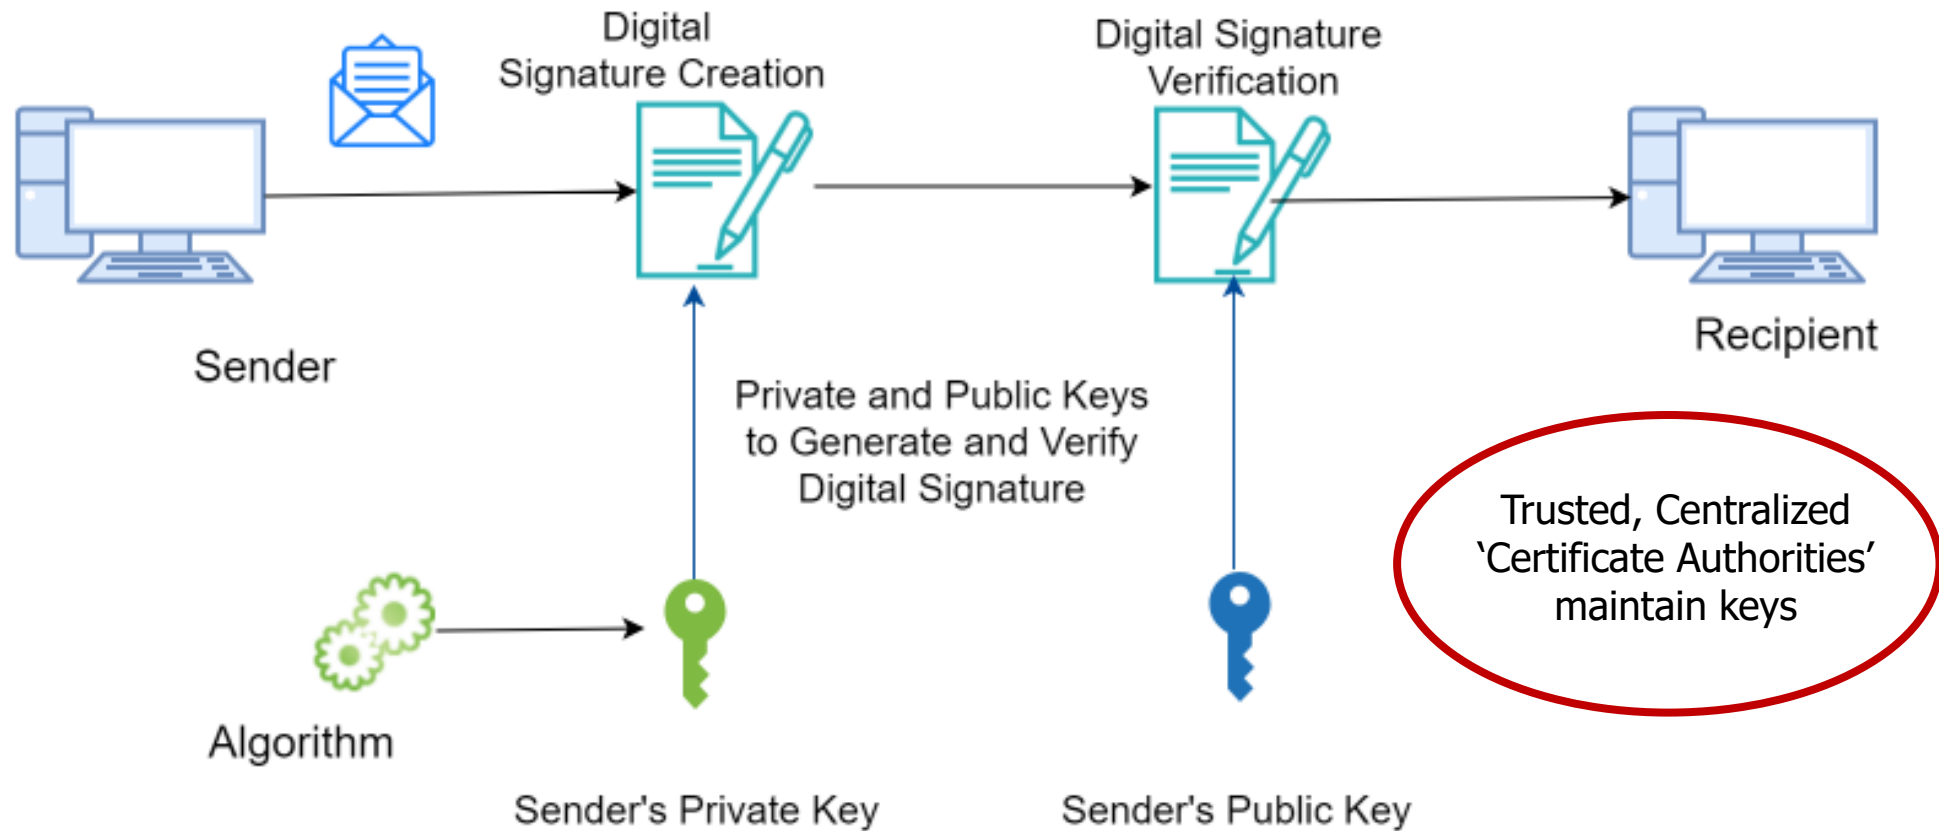 Digital
Signature Creation
Digital Signature
Verification
Sender
Recipient
Private and Public Keys
to Generate and Verify
Digital Signature
Trusted, Centralized
‘Certificate Authorities’
maintain keys
Algorithm
Sender's Private Key
Sender's Public Key